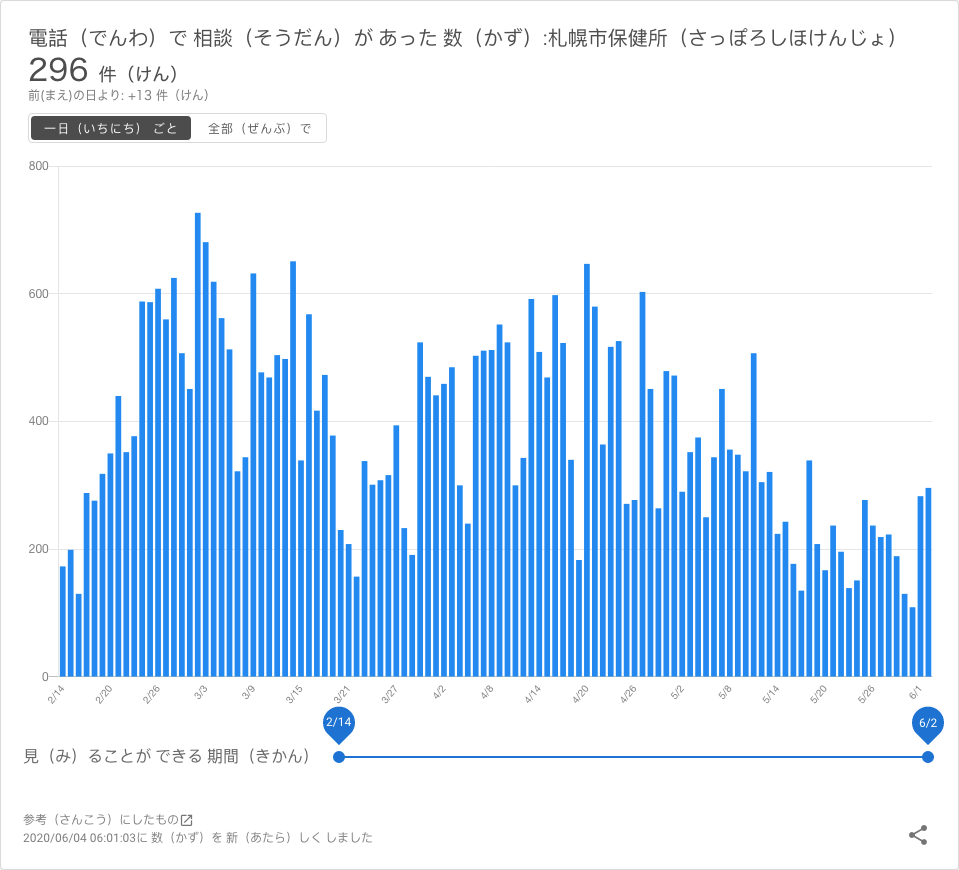 電話（でんわ）で 相談（そうだん）が あった 数（かず）:札幌市保健所（さっぽろしほけんじょ）
296 件（けん）
前(まえ)の日より: +13 件（けん）
一日（いちにち） ごと 全部（ぜんぶ）で
800
600
400
200
0
2/14 2/20 2/26 3/3 3/9 3/15 3/21 3/27 4/2 4/8 4/14 4/20 4/26 5/2 5/8 5/14 5/20 5/26 6/1
2/14 6/2
見（み）ることが できる 期間（きかん）
参考（さんこう）にしたもの
2020/06/04 06:01:03に 数（かず）を 新（あたら）しく しました